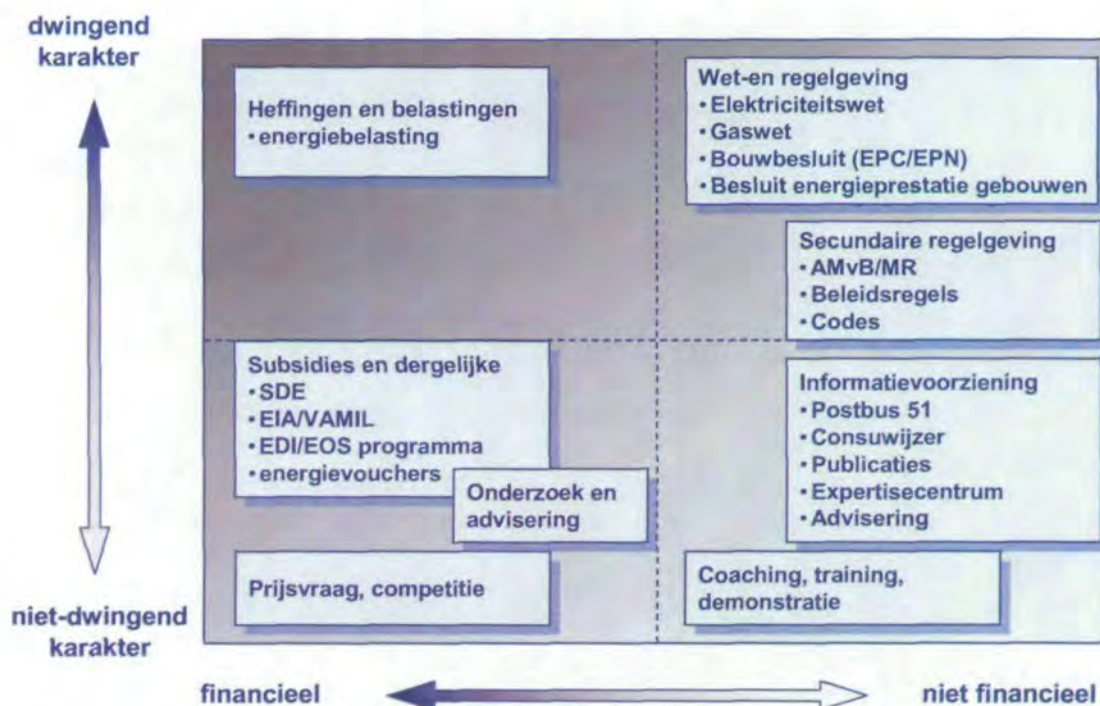 dwingend
karakter
Heffingen en belastingen
• energiebelasting
Wet-en regelgeving
• Elektriciteitswet
• Gaswet
• Bouwbesluit (EPC/EPN)
• Besluit energieprestatie gebouwen
Secundaire regelgeving
• AMvB/MR
• Beleidsregels
• Codes
Subsidies en dergelijke
• SDE
• EIA/VAMIL
• EDI/EOS programma
• energievouchers
Onderzoek en
advisering
Informatievoorziening
• Postbus 51
• Consuwijzer
• Publicaties
• Expertisecentrum
• Advisering
Prijsvraag, competitie
Coaching, training,
demonstratie
niet-dwingend
karakter
financieel
niet financieel